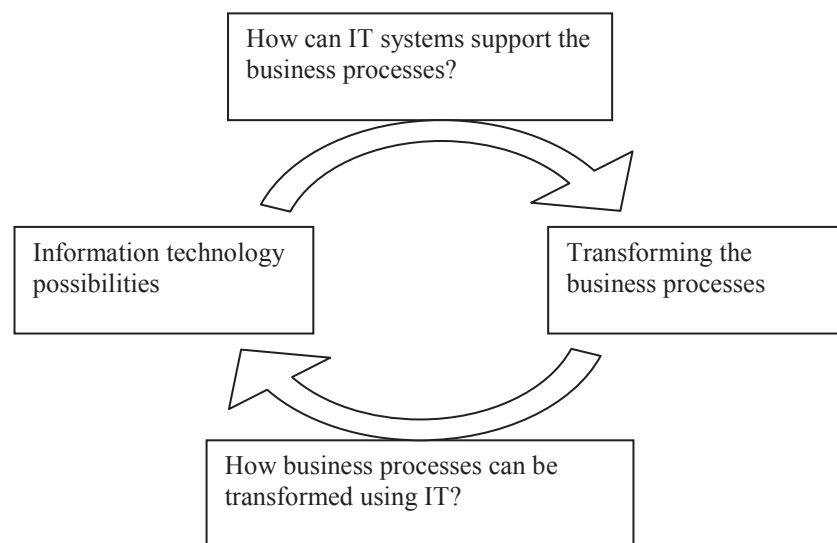 How can IT systems support the
business processes?
Information technology
possibilities
Transforming the
business processes
How business processes can be
transformed using IT?